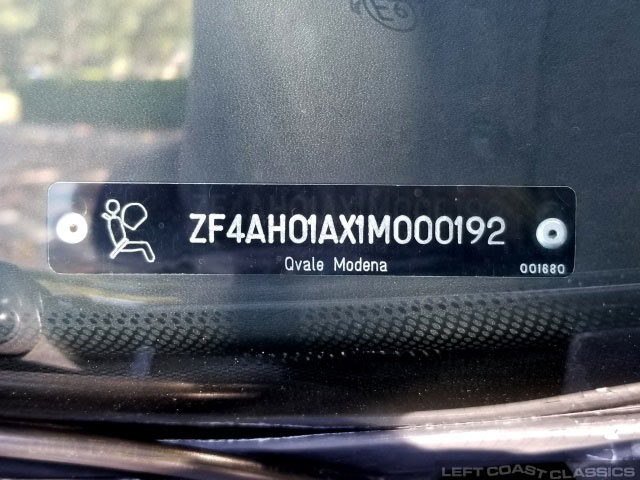 ZF4AH01AX1M000192
Qvale Modena
001680
LEFT COAST CLASSICS